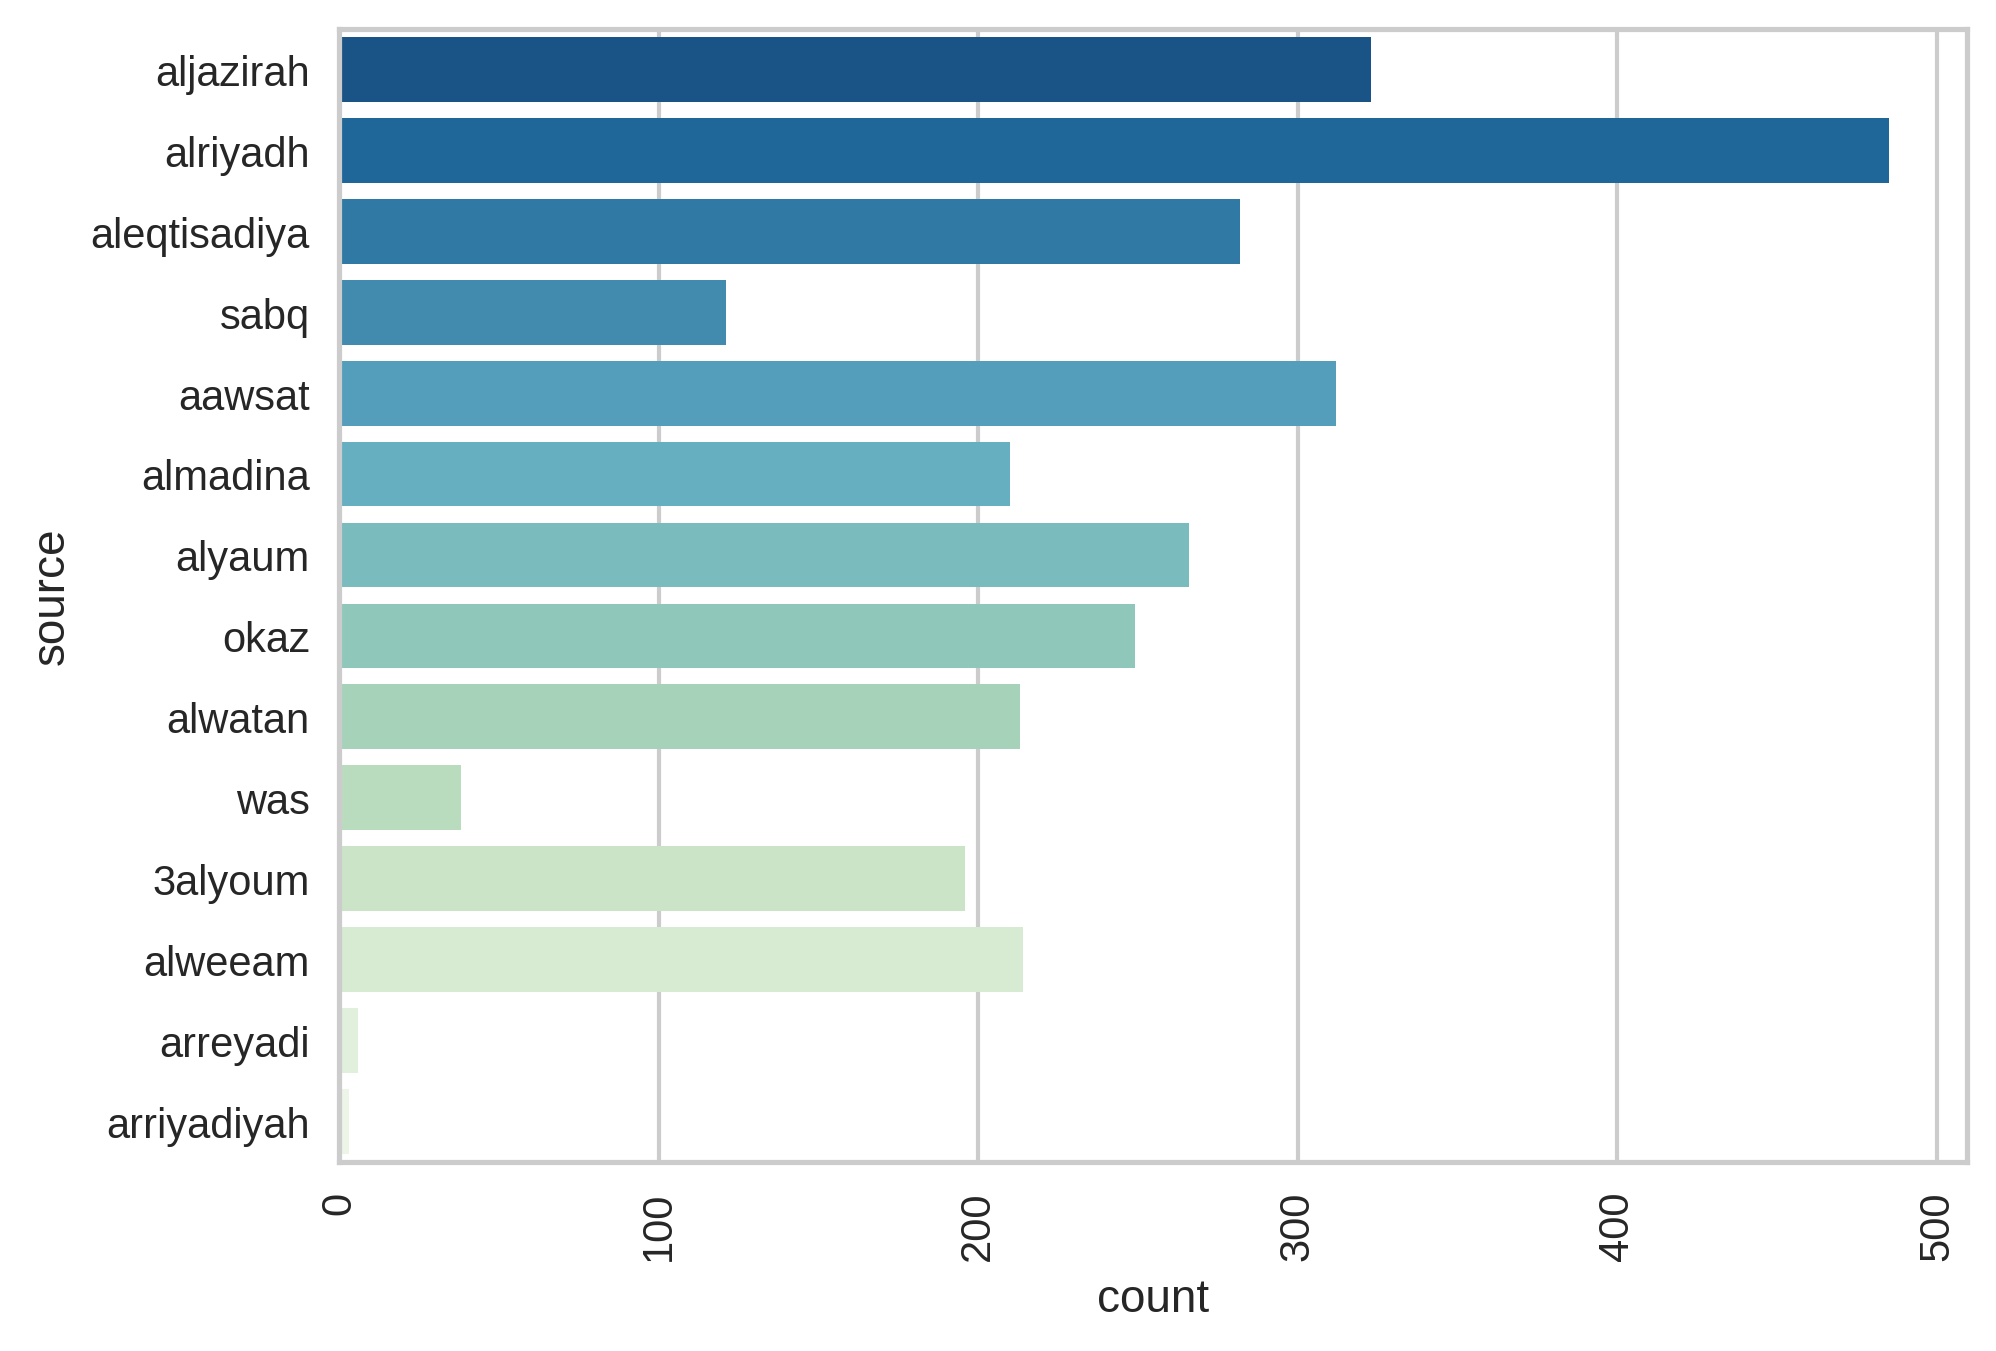 aljazirah
alriyadh
aleqtisadiya
sabq
aawsat
almadina
alyaum
okaz
alwatan
was
3alyoum
alweeam
arreyadi
arriyadiyah
source
0 100 200 300 400 500
count